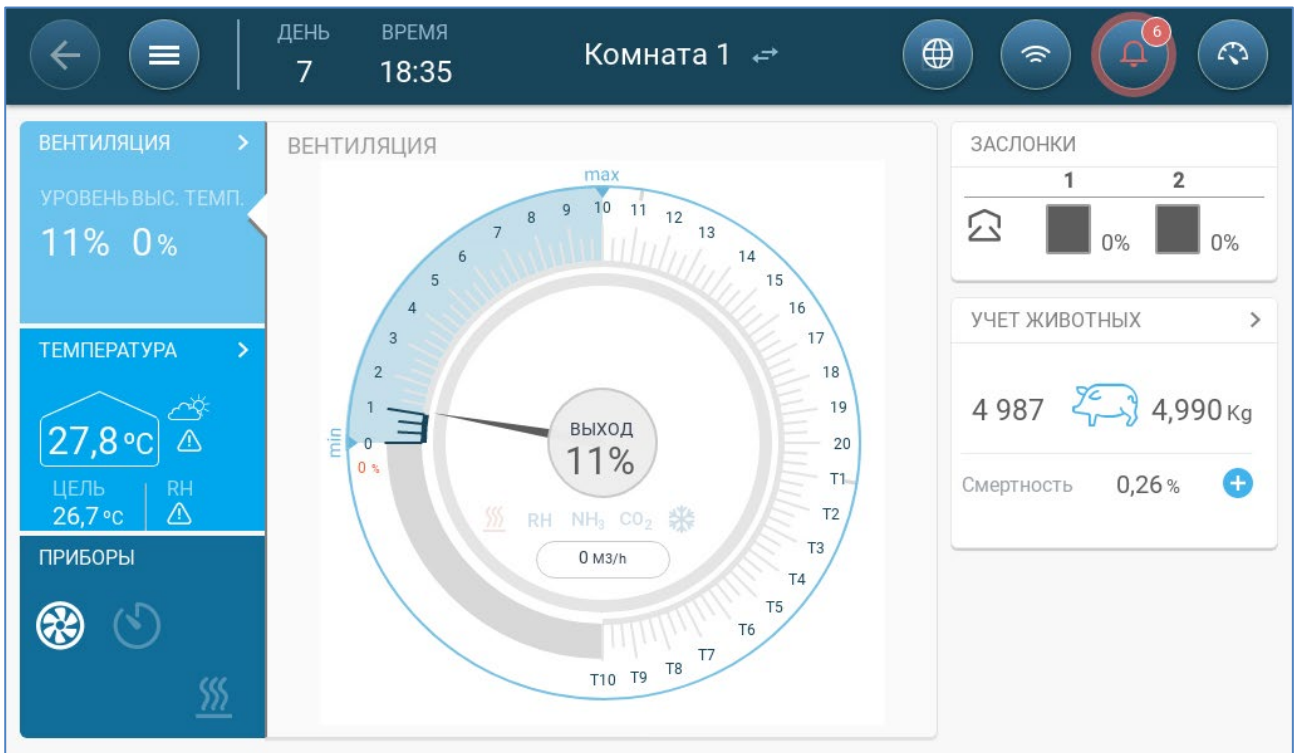 ДЕНЬ ВРЕМЯ
7 18:35
Комната 1
6
ВЕНТИЛЯЦИЯ
УРОВЕНЬ ВЫС. ТЕМП.
11% 0%
ТЕМПЕРАТУРА
27,8 ºC
ЦЕЛЬ RH
26,7 ºC
ПРИБОРЫ
ВЕНТИЛЯЦИЯ
max
min
0 %
0
1
2
3
4
5
6
7
8
9
10
11
12
13
14
15
16
17
18
19
20
T1
T2
T3
T4
T5
T6
T7
T8
T9
T10
ВЫХОД
11%
RH NH₃ CO₂
0 М3/h
ЗАСЛОНКИ
1 2
0% 0%
УЧЕТ ЖИВОТНЫХ
4 987 4,990 Kg
Смертность 0,26 %